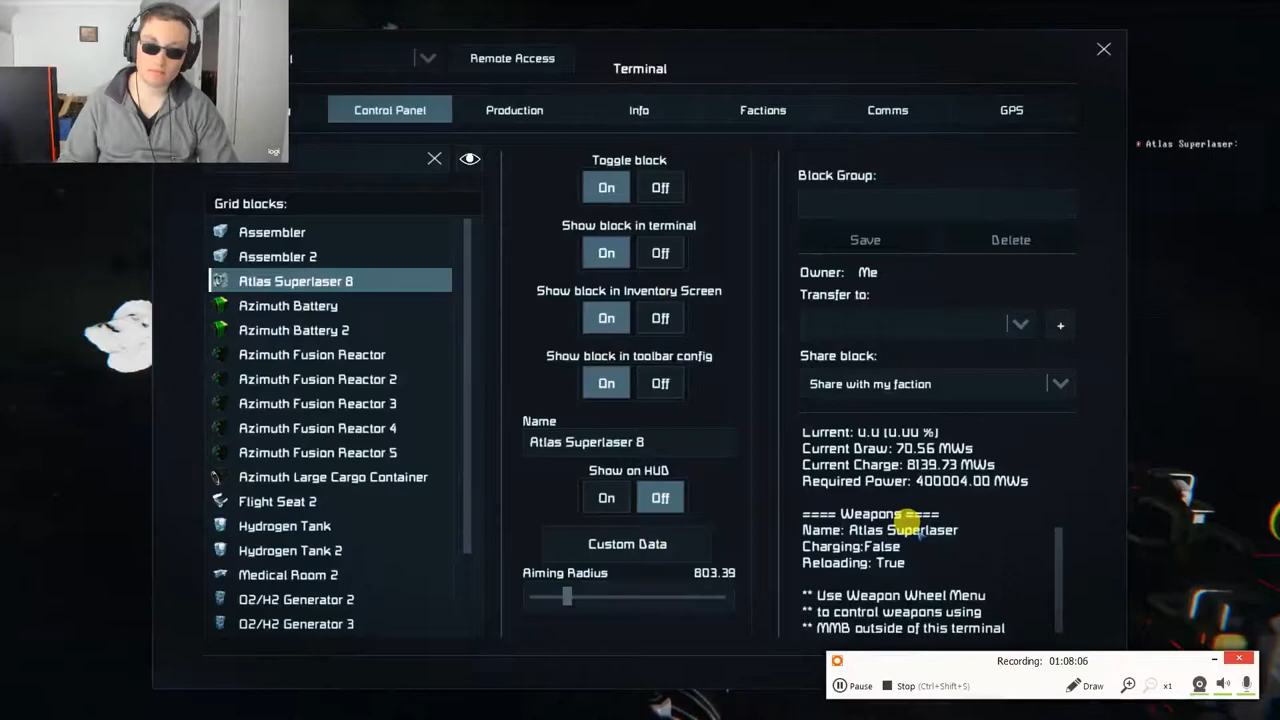 logi
Remote Access
Terminal
Control Panel
Production
Info
Factions
Comms
GPS
Grid blocks:
Assembler
Assembler 2
Atlas Superlaser 8
Azimuth Battery
Azimuth Battery 2
Azimuth Fusion Reactor
Azimuth Fusion Reactor 2
Azimuth Fusion Reactor 3
Azimuth Fusion Reactor 4
Azimuth Fusion Reactor 5
Azimuth Large Cargo Container
Flight Seat 2
Hydrogen Tank
Hydrogen Tank 2
Medical Room 2
O2/H2 Generator 2
O2/H2 Generator 3
Toggle block
On Off
Show block in terminal
On Off
Show block in Inventory Screen
On Off
Show block in toolbar config
On Off
Name
Atlas Superlaser 8
Show on HUD
On Off
Custom Data
Aiming Radius 803.39
Block Group:
Save Delete
Owner: Me
Transfer to:
+
Share block:
Share with my faction
Current: 0.0 (0.00 %)
Current Draw: 70.56 MWs
Current Charge: 8139.73 MWs
Required Power: 400004.00 MWs
==== Weapons ====
Name: Atlas Superlaser
Charging:False
Reloading: True
** Use Weapon Wheel Menu
** to control weapons using
** MMB outside of this terminal
* Atlas Superlaser:
Recording: 01:08:06
Pause Stop (Ctrl+Shift+S) Draw x1